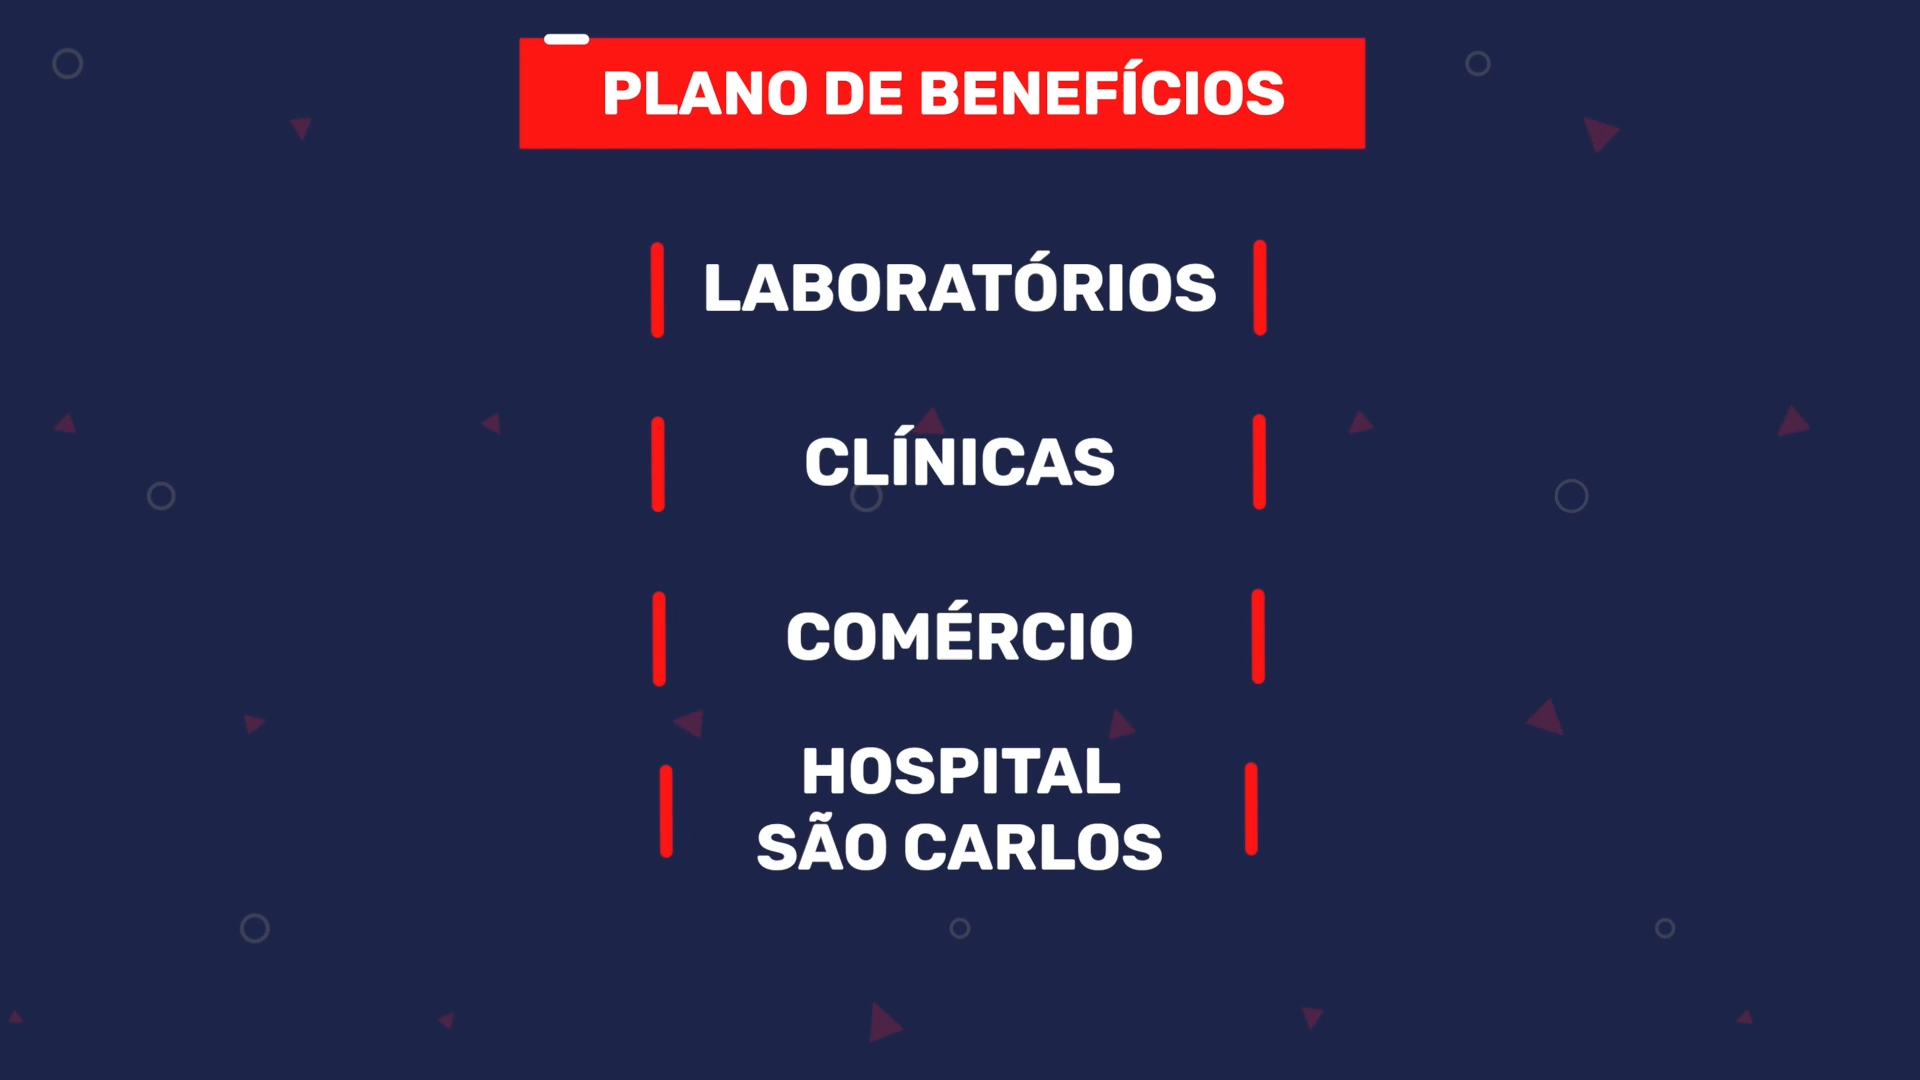 PLANO DE BENEFÍCIOS
LABORATÓRIOS
CLÍNICAS
COMÉRCIO
HOSPITAL
SÃO CARLOS